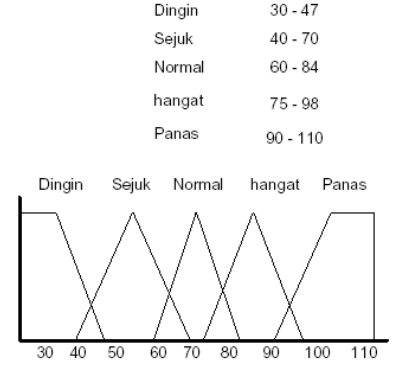 Dingin 30 - 47
Sejuk 40 - 70
Normal 60 - 84
hangat 75 - 98
Panas 90 - 110
Dingin Sejuk Normal hangat Panas
30 40 50 60 70 80 90 100 110